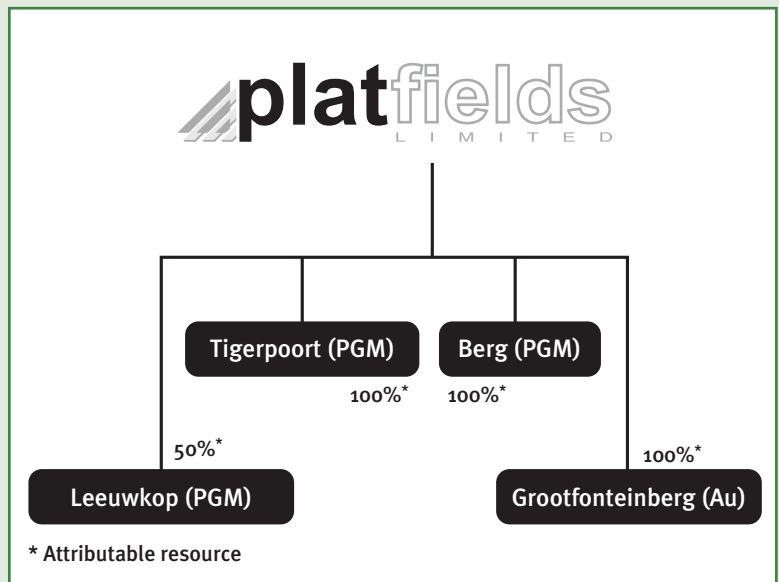 platfields
LIMITED
Tigerpoort (PGM)
Berg (PGM)
100%*
100%*
50%*
100%*
Leeuwkop (PGM)
Grootfonteinberg (Au)
* Attributable resource